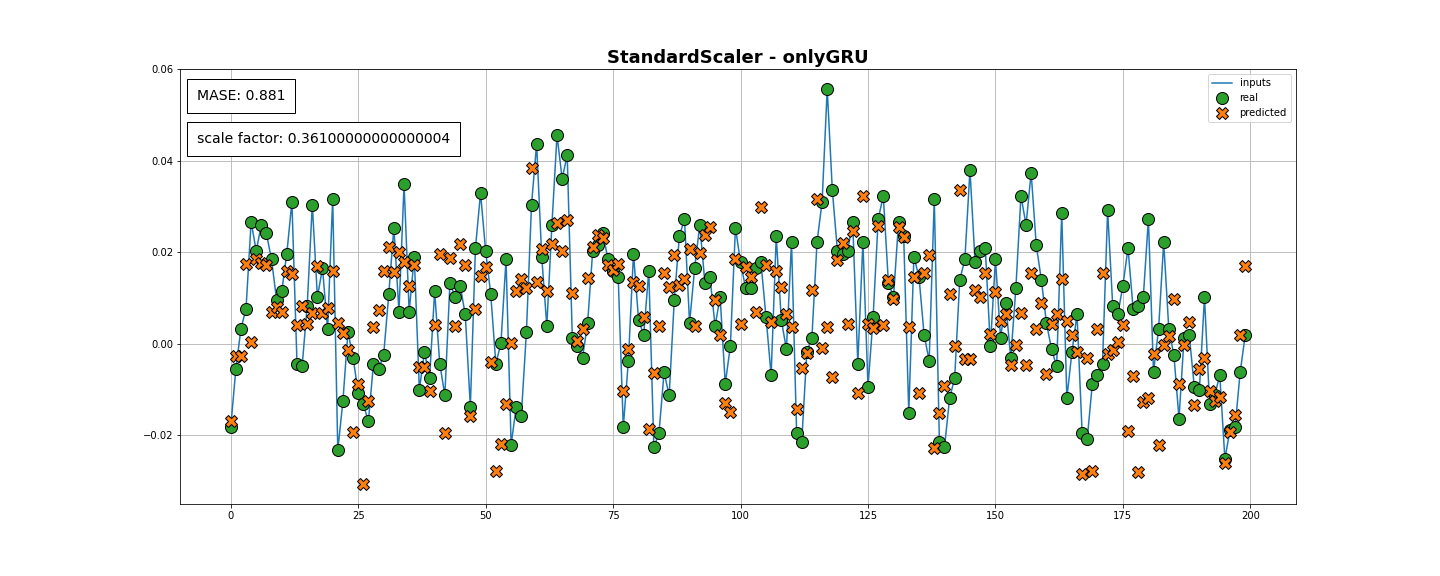 StandardScaler - onlyGRU
MASE: 0.881
scale factor: 0.36100000000000004
inputs
real
predicted
0.06
0.04
0.02
0.00
−0.02
0 25 50 75 100 125 150 175 200